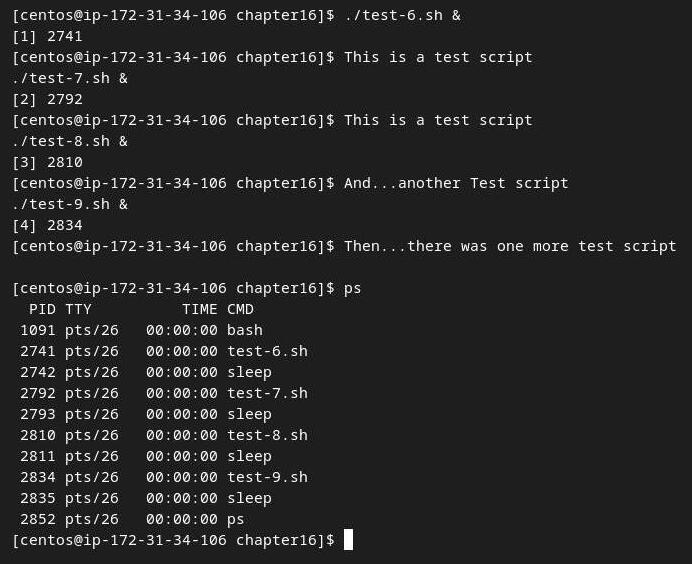 [centos@ip-172-31-34-106 chapter16]$ ./test-6.sh &
[1] 2741
[centos@ip-172-31-34-106 chapter16]$ This is a test script
./test-7.sh &
[2] 2792
[centos@ip-172-31-34-106 chapter16]$ This is a test script
./test-8.sh &
[3] 2810
[centos@ip-172-31-34-106 chapter16]$ And...another Test script
./test-9.sh &
[4] 2834
[centos@ip-172-31-34-106 chapter16]$ Then...there was one more test script
[centos@ip-172-31-34-106 chapter16]$ ps
  PID TTY          TIME CMD
 1091 pts/26   00:00:00 bash
 2741 pts/26   00:00:00 test-6.sh
 2742 pts/26   00:00:00 sleep
 2792 pts/26   00:00:00 test-7.sh
 2793 pts/26   00:00:00 sleep
 2810 pts/26   00:00:00 test-8.sh
 2811 pts/26   00:00:00 sleep
 2834 pts/26   00:00:00 test-9.sh
 2835 pts/26   00:00:00 sleep
 2852 pts/26   00:00:00 ps
[centos@ip-172-31-34-106 chapter16]$